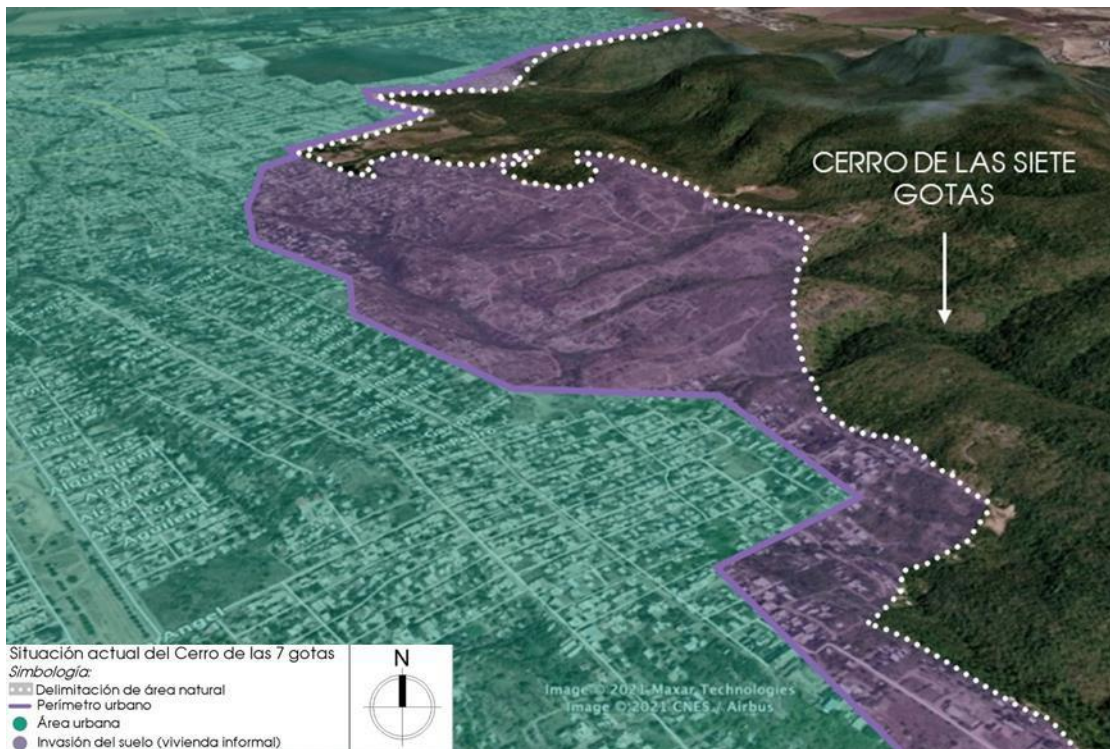 CERRO DE LAS SIETE
GOTAS
Angel
Situación actual del Cerro de las 7 gotas
Simbología:
Delimitación de área natural
Perímetro urbano
Área urbana
Invasión del suelo (vivienda informal)
N
Image © 2021 Maxar Technologies
Image © 2021 CNES / Airbus